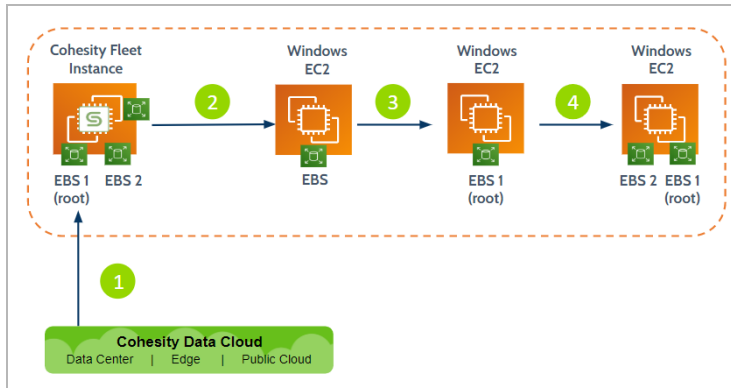 Cohesity Fleet
Instance
Windows
EC2
Windows
EC2
Windows
EC2
2
3
4
S
EBS 1
(root)
EBS 2
EBS
EBS 1
(root)
EBS 2
EBS 1
(root)
1
Cohesity Data Cloud
Data Center | Edge | Public Cloud